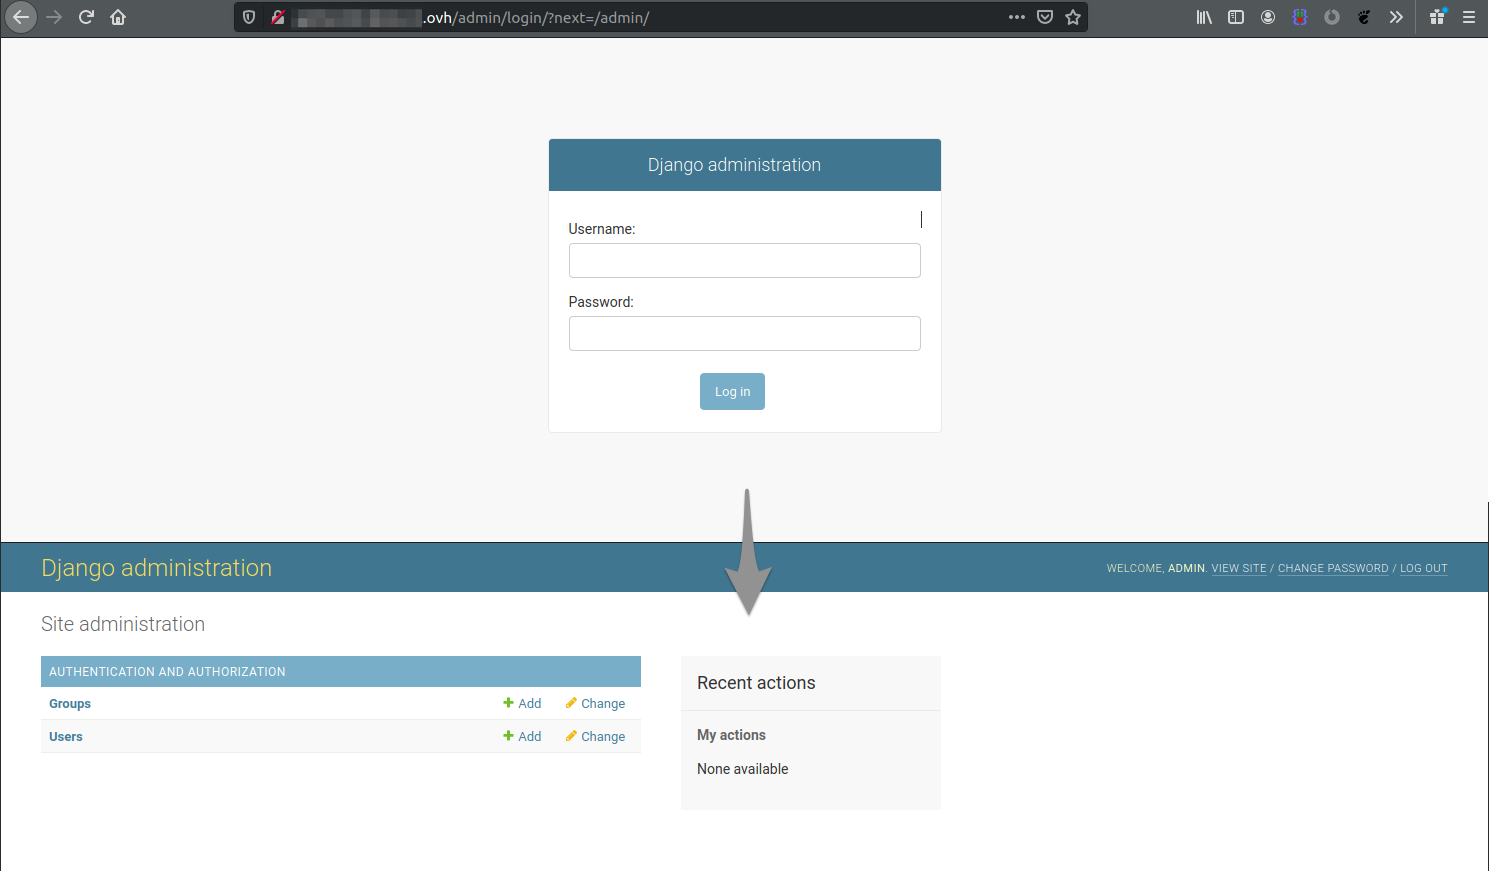 .ovh/admin/login/?next=/admin/
Django administration
Username:
Password:
Log in
Django administration
WELCOME, ADMIN. VIEW SITE / CHANGE PASSWORD / LOG OUT
Site administration
AUTHENTICATION AND AUTHORIZATION
Groups Add Change
Users Add Change
Recent actions
My actions
None available